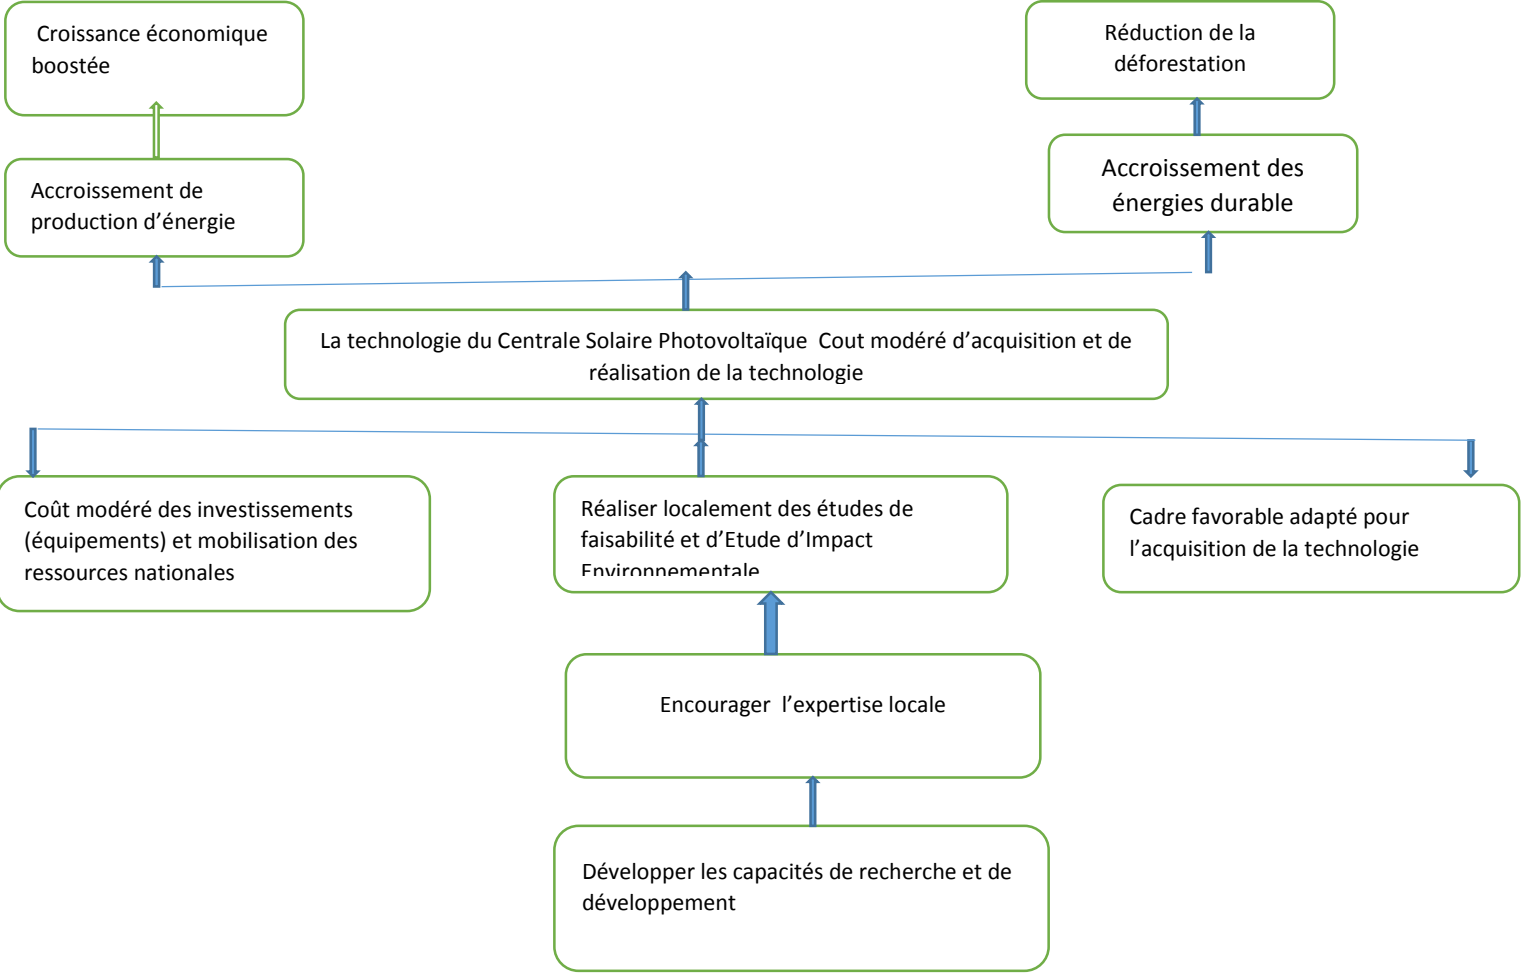 Croissance économique
boostée
Réduction de la
déforestation
Accroissement de
production d’énergie
Accroissement des
énergies durable
La technologie du Centrale Solaire Photovoltaïque  Cout modéré d’acquisition et de
réalisation de la technologie
Coût modéré des investissements
(équipements) et mobilisation des
ressources nationales
Réaliser localement des études de
faisabilité et d’Etude d’Impact
Environnementale
Cadre favorable adapté pour
l’acquisition de la technologie
Encourager  l’expertise locale
Développer les capacités de recherche et de
développement